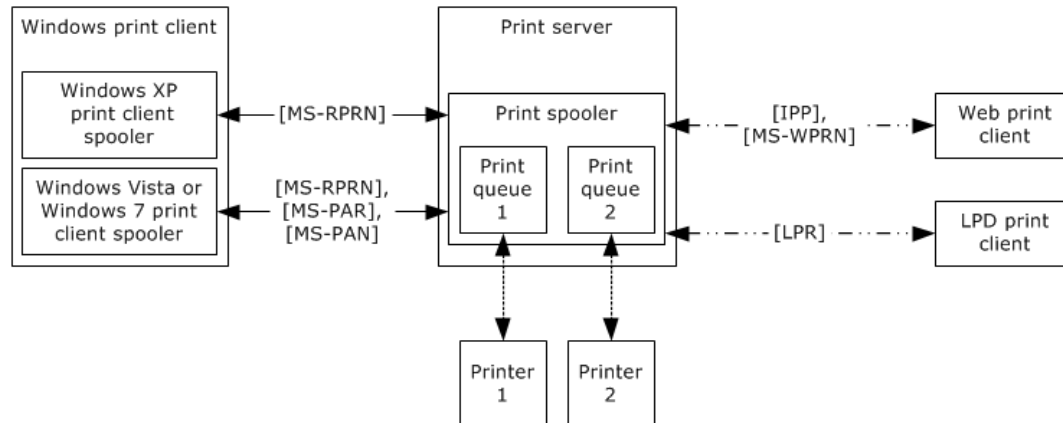 Windows print client
Windows XP
print client
spooler
Windows Vista or
Windows 7 print
client spooler
[MS-RPRN]
[MS-RPRN],
[MS-PAR],
[MS-PAN]
Print server
Print spooler
Print
queue
1
Print
queue
2
Printer
1
Printer
2
[IPP],
[MS-WPRN]
[LPR]
Web print
client
LPD print
client